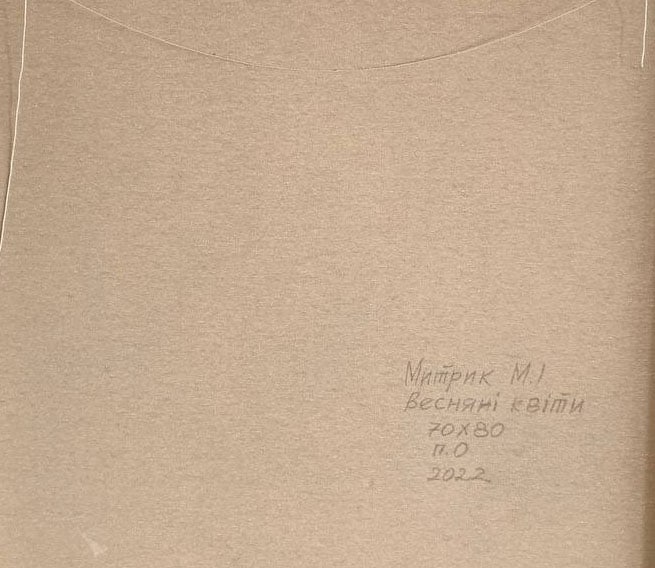 Митрик М.І
Весняні квіти
70х80
п.О
2022